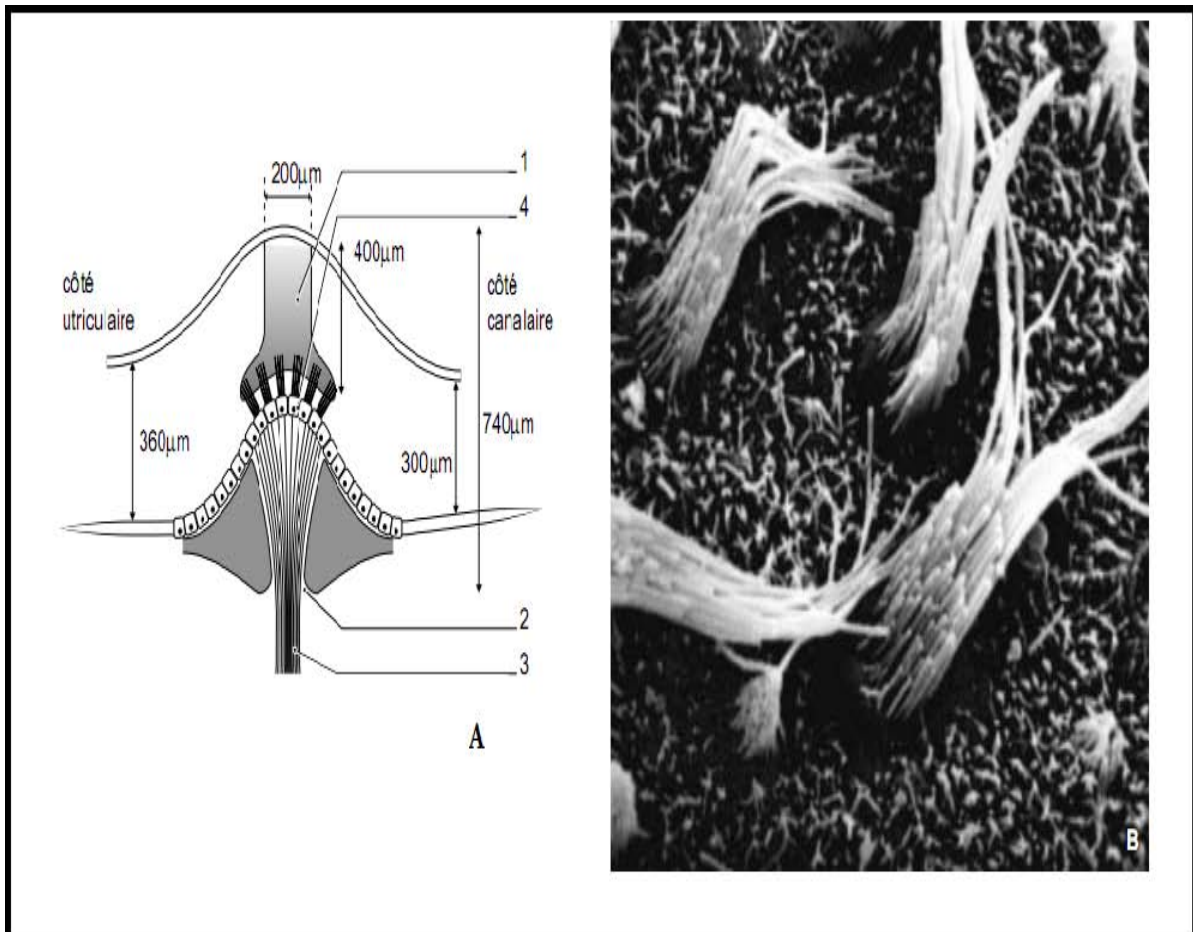 200µm
1
4
400µm
côté
utriculaire
côté
canalaire
360µm
300µm
740µm
2
3
A
B